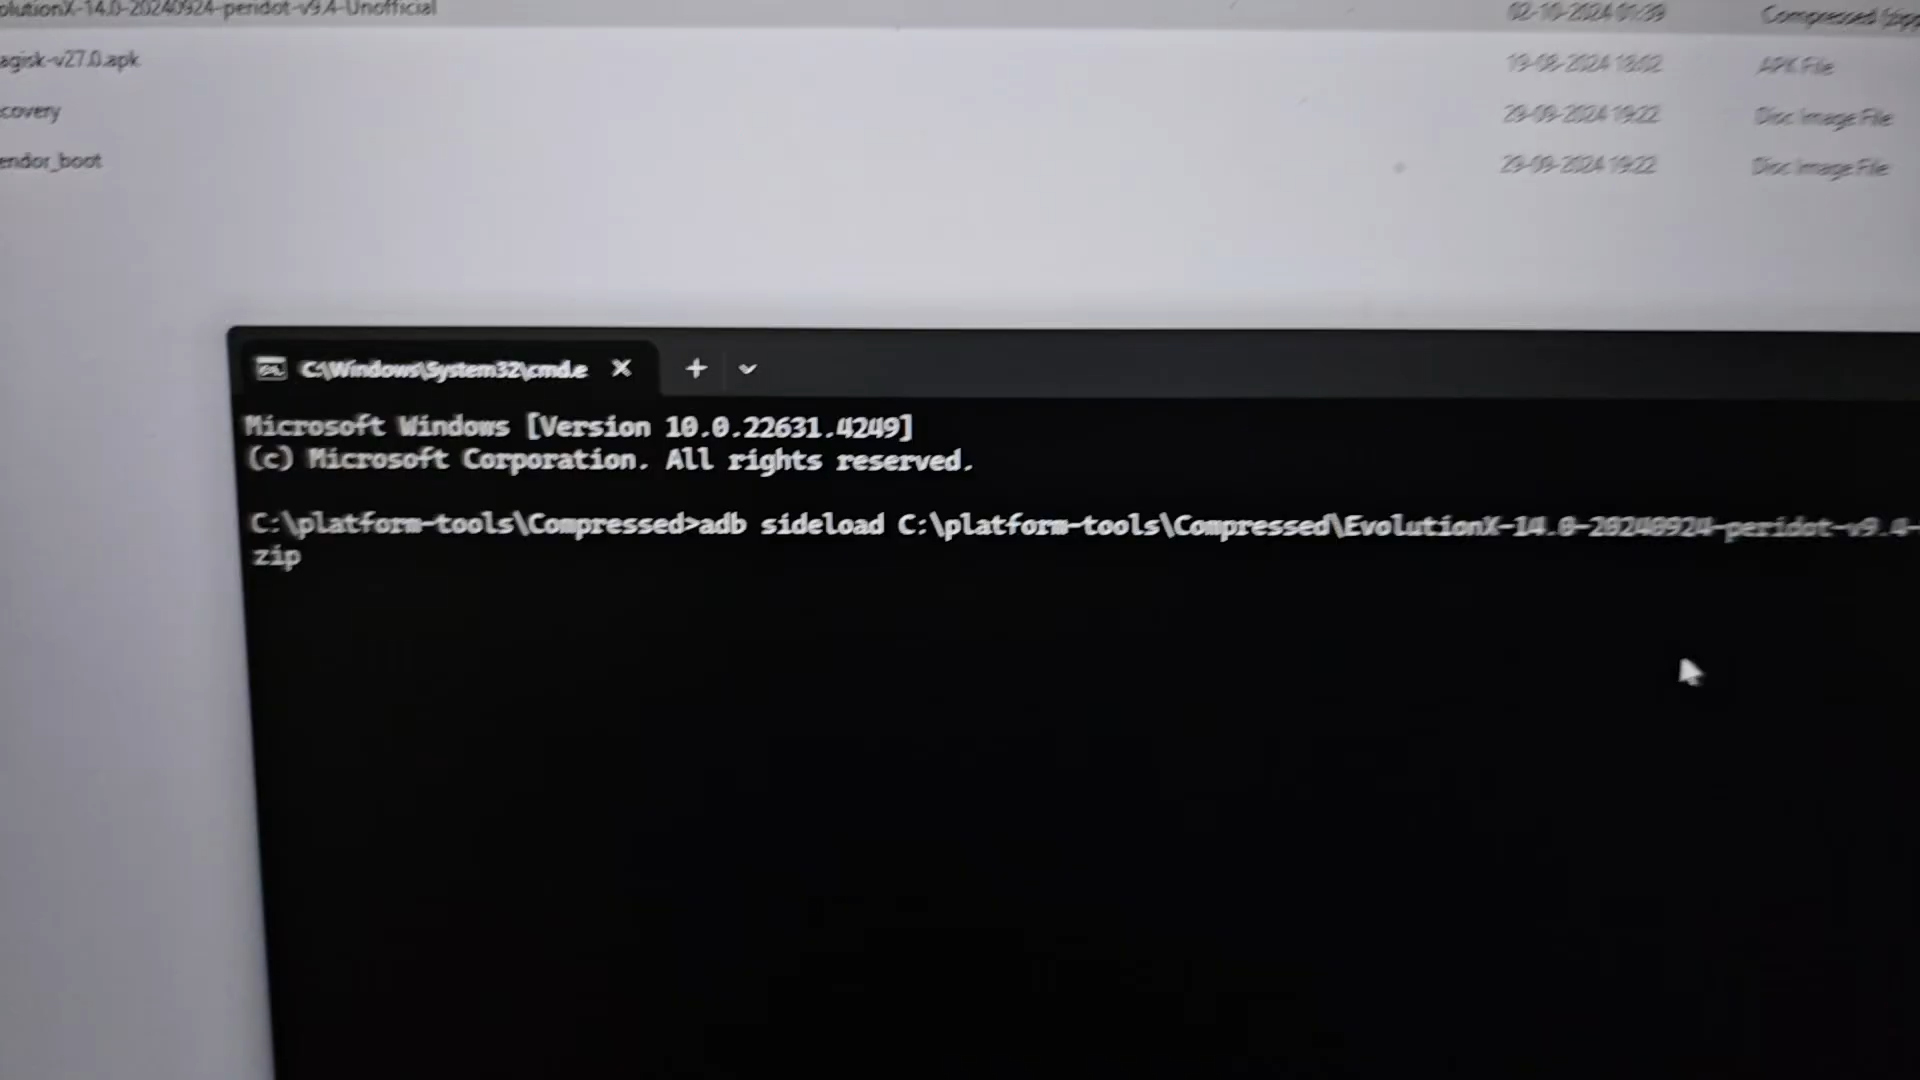 olutionX-14.0-20240924-peridot-v9.4-Unofficial 02-10-2024 01:39 Compressed (zipp
agisk-v27.0.apk 19-08-2024 18:02 APK File
covery 29-09-2024 19:22 Disc Image File
endor_boot 29-09-2024 19:22 Disc Image File
C:\Windows\System32\cmd.e
Microsoft Windows [Version 10.0.22631.4249]
(c) Microsoft Corporation. All rights reserved.
C:\platform-tools\Compressed>adb sideload C:\platform-tools\Compressed\EvolutionX-14.0-20240924-peridot-v9.4-
zip